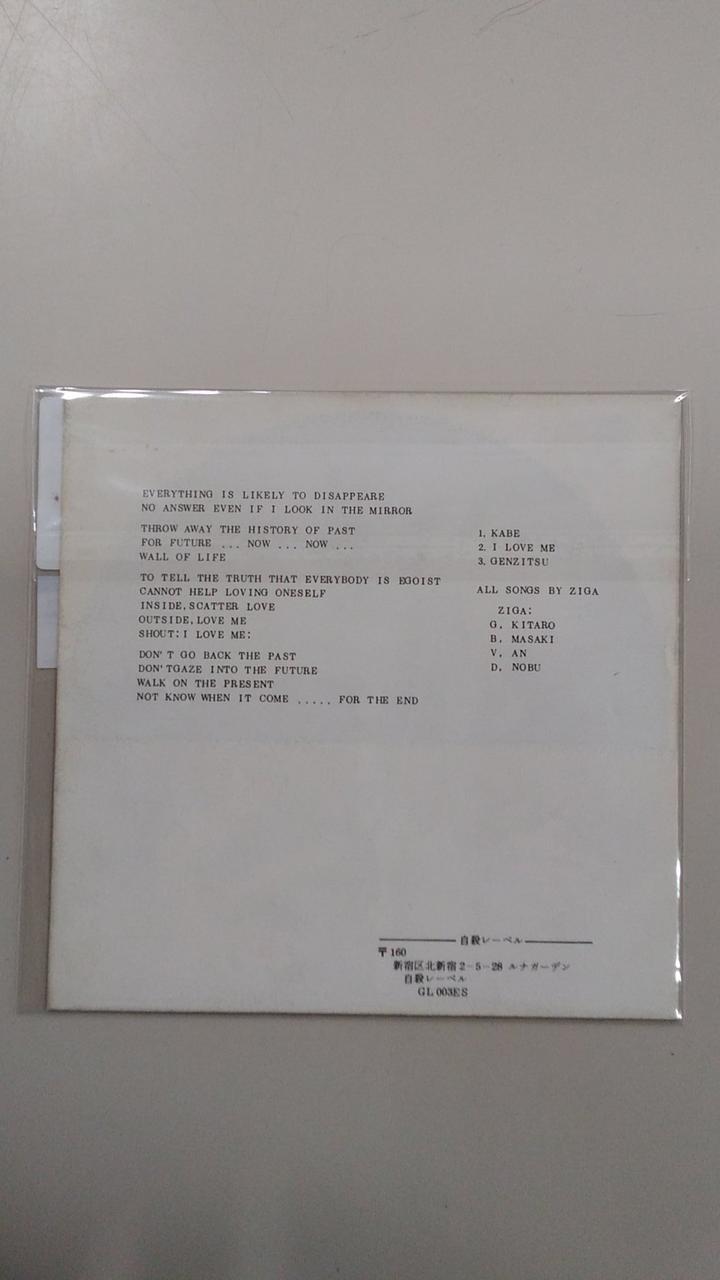 EVERYTHING IS LIKELY TO DISAPPEARE
NO ANSWER EVEN IF I LOOK IN THE MIRROR
THROW AWAY THE HISTORY OF PAST
FOR FUTURE ... NOW ... NOW ...
WALL OF LIFE
TO TELL THE TRUTH THAT EVERYBODY IS EGOIST
CANNOT HELP LOVING ONESELF
INSIDE, SCATTER LOVE
OUTSIDE, LOVE ME
SHOUT: I LOVE ME:
DON'T GO BACK THE PAST
DON'TGAZE INTO THE FUTURE
WALK ON THE PRESENT
NOT KNOW WHEN IT COME ..... FOR THE END
1. KABE
2. I LOVE ME
3. GENZITSU
ALL SONGS BY ZIGA
ZIGA:
G. KITARO
B. MASAKI
V. AN
D. NOBU
自殺レーベル
〒160
新宿区北新宿2-5-28 ルナガーデン
自殺レーベル
GL 003ES